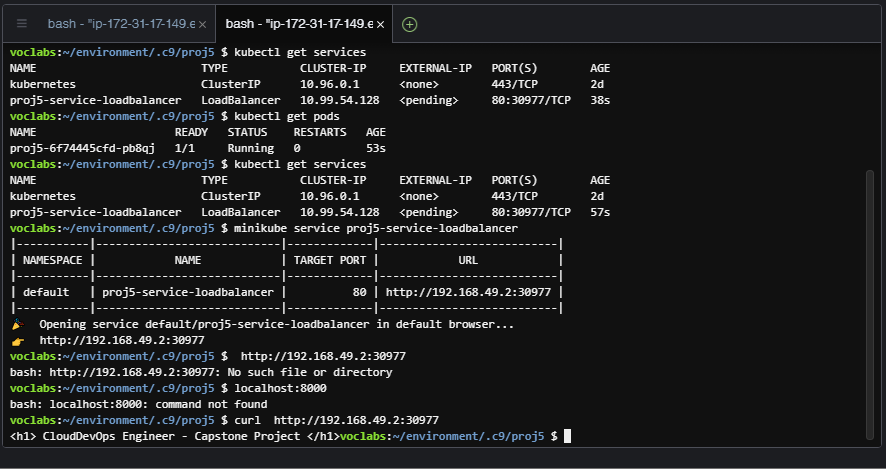 bash - "ip-172-31-17-149.e × bash - "ip-172-31-17-149.e ×
voclabs:~/environment/.c9/proj5 $ kubectl get services
NAME TYPE CLUSTER-IP EXTERNAL-IP PORT(S) AGE
kubernetes ClusterIP 10.96.0.1 <none> 443/TCP 2d
proj5-service-loadbalancer LoadBalancer 10.99.54.128 <pending> 80:30977/TCP 38s
voclabs:~/environment/.c9/proj5 $ kubectl get pods
NAME READY STATUS RESTARTS AGE
proj5-6f74445cfd-pb8qj 1/1 Running 0 53s
voclabs:~/environment/.c9/proj5 $ kubectl get services
NAME TYPE CLUSTER-IP EXTERNAL-IP PORT(S) AGE
kubernetes ClusterIP 10.96.0.1 <none> 443/TCP 2d
proj5-service-loadbalancer LoadBalancer 10.99.54.128 <pending> 80:30977/TCP 57s
voclabs:~/environment/.c9/proj5 $ minikube service proj5-service-loadbalancer
|-----------|----------------------------|-------------|---------------------------|
| NAMESPACE | NAME | TARGET PORT | URL |
|-----------|----------------------------|-------------|---------------------------|
| default | proj5-service-loadbalancer | 80 | http://192.168.49.2:30977 |
|-----------|----------------------------|-------------|---------------------------|
🎉 Opening service default/proj5-service-loadbalancer in default browser...
👉 http://192.168.49.2:30977
voclabs:~/environment/.c9/proj5 $ http://192.168.49.2:30977
bash: http://192.168.49.2:30977: No such file or directory
voclabs:~/environment/.c9/proj5 $ localhost:8000
bash: localhost:8000: command not found
voclabs:~/environment/.c9/proj5 $ curl http://192.168.49.2:30977
<h1> CloudDevOps Engineer - Capstone Project </h1>voclabs:~/environment/.c9/proj5 $